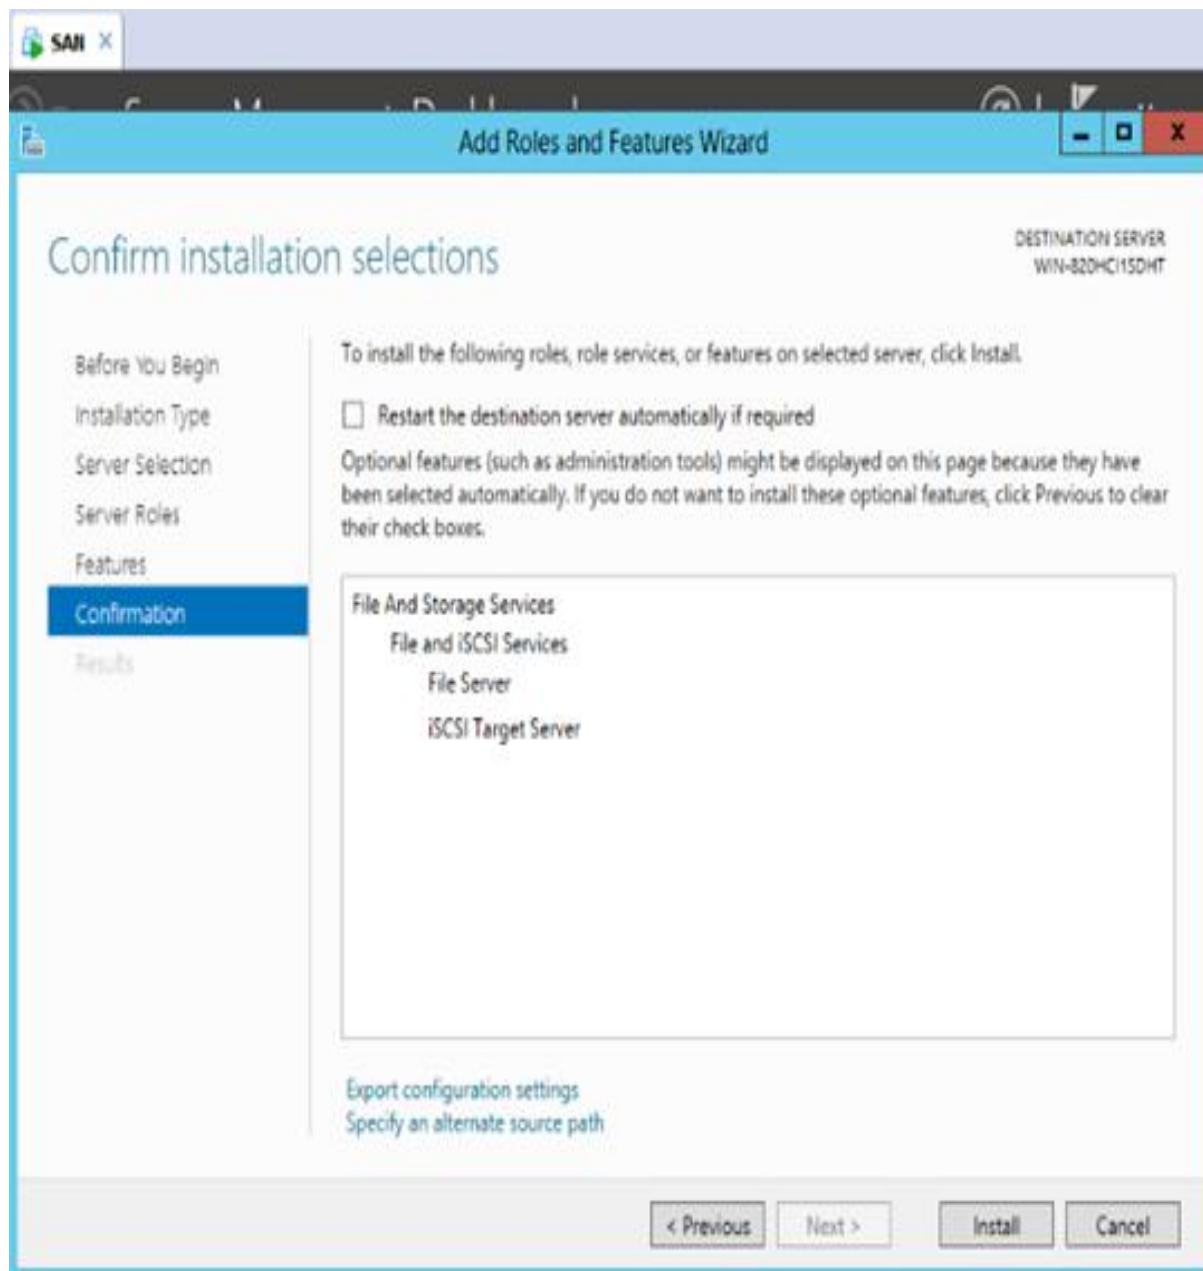 SAN
Add Roles and Features Wizard
Confirm installation selections
DESTINATION SERVER
WIN-820HCI1SDHT
Before You Begin
Installation Type
Server Selection
Server Roles
Features
Confirmation
Results
To install the following roles, role services, or features on selected server, click Install.
Restart the destination server automatically if required
Optional features (such as administration tools) might be displayed on this page because they have
been selected automatically. If you do not want to install these optional features, click Previous to clear
their check boxes.
File And Storage Services
File and iSCSI Services
File Server
iSCSI Target Server
Export configuration settings
Specify an alternate source path
< Previous
Next >
Install
Cancel